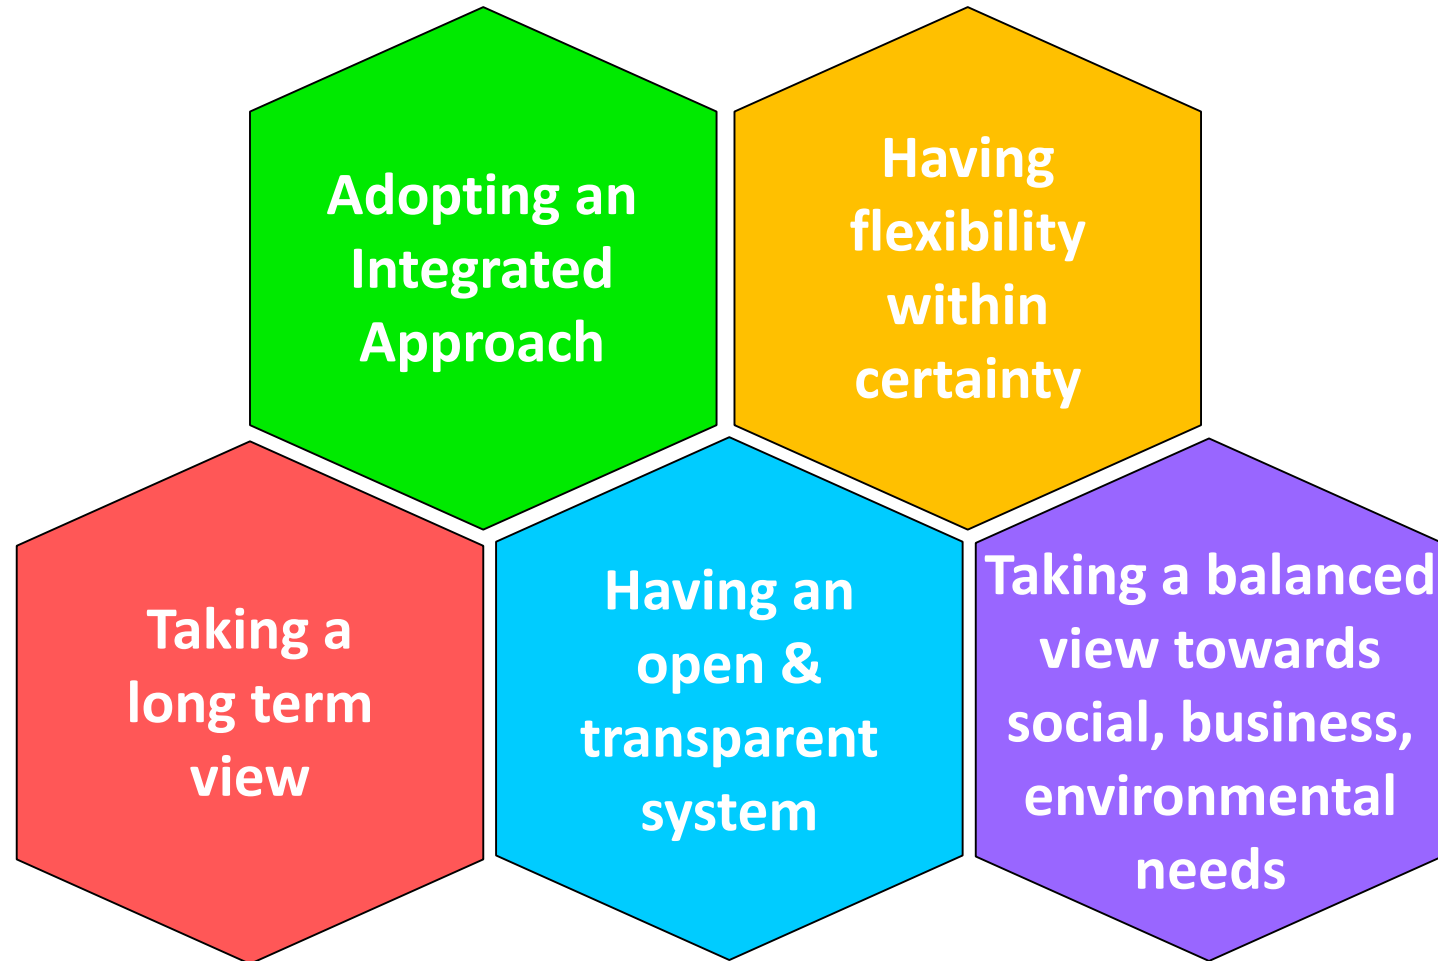 Adopting an
Integrated
Approach
Having
flexibility
within
certainty
Taking a
long term
view
Having an
open &
transparent
system
Taking a balanced
view towards
social, business,
environmental
needs